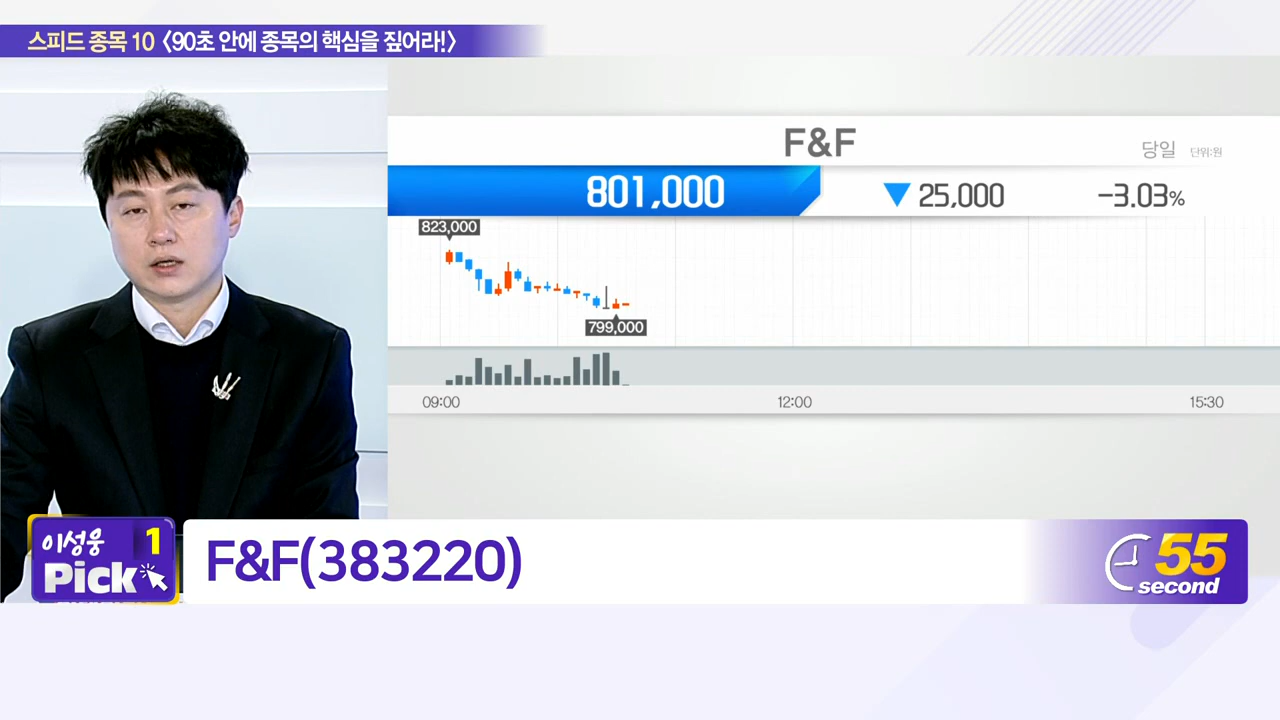 스피드 종목 10 〈90초 안에 종목의 핵심을 짚어라!〉
F&F
당일 단위:원
801,000 ▼ 25,000 -3.03%
823,000
799,000
09:00 12:00 15:30
이성웅 1
Pick
F&F(383220)
55
second